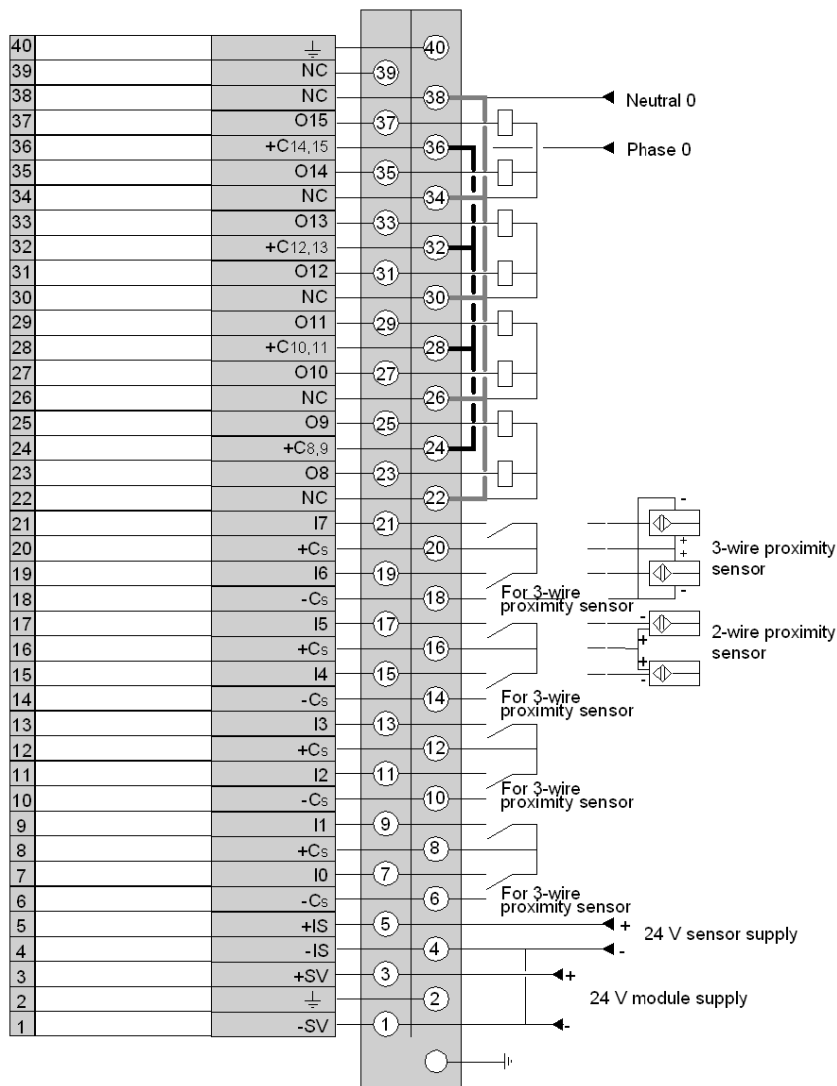 40 ⏚ 40
39 NC 39
38 NC 38 Neutral 0
37 O15 37
36 +C14,15 36 Phase 0
35 O14 35
34 NC 34
33 O13 33
32 +C12,13 32
31 O12 31
30 NC 30
29 O11 29
28 +C10,11 28
27 O10 27
26 NC 26
25 O9 25
24 +C8,9 24
23 O8 23
22 NC 22 -
21 I7 21
20 +Cs 20 + 3-wire proximity
+ sensor
19 I6 19
18 -Cs 18 For 3-wire -
proximity sensor
17 I5 17 - 2-wire proximity
16 +Cs 16 + sensor
+
15 I4 15 -
14 -Cs 14 For 3-wire
proximity sensor
13 I3 13
12 +Cs 12
11 I2 11
10 -Cs 10 For 3-wire
proximity sensor
9 I1 9
8 +Cs 8
7 I0 7
6 -Cs 6 For 3-wire
proximity sensor
5 +IS 5 + 24 V sensor supply
4 -IS 4 -
3 +SV 3 +
2 ⏚ 2 24 V module supply
1 -SV 1 -